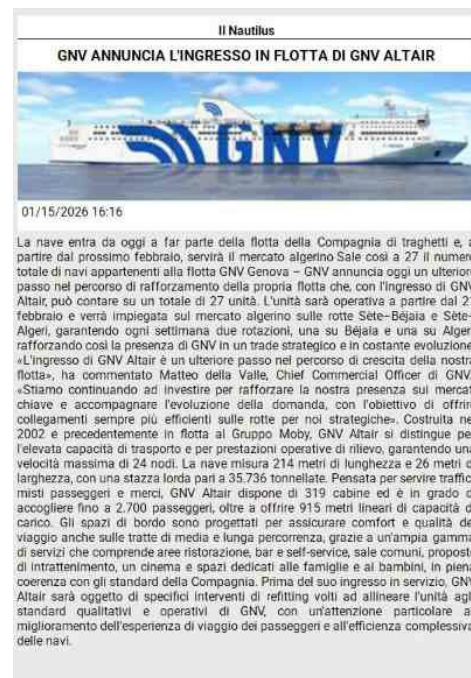 Il Nautilus
GNV ANNUNCIA L'INGRESSO IN FLOTTA DI GNV ALTAIR
GNV
01/15/2026 16:16
La nave entra da oggi a far parte della flotta della Compagnia di traghetti e, a
partire dal prossimo febbraio, servirà il mercato algerino Sale così a 27 il numero
totale di navi appartenenti alla flotta GNV Genova – GNV annuncia oggi un ulteriore
passo nel percorso di rafforzamento della propria flotta che, con l'ingresso di GNV
Altair, può contare su un totale di 27 unità. L'unità sarà operativa a partire dal
febbraio e verrà impiegata sul mercato algerino sulle rotte Sète–Béjaïa e Sète–
Algeri, garantendo ogni settimana due rotazioni, una su Béjaïa e una su Algeri
rafforzando così la presenza di GNV in un trade strategico e in costante evoluzione.
«L'ingresso di GNV Altair è un ulteriore passo nel percorso di crescita della nostra
flotta», ha commentato Matteo della Valle, Chief Commercial Officer di GNV.
«Stiamo continuando ad investire per rafforzare la nostra presenza sui mercati
chiave e accompagnare l'evoluzione della domanda, con l'obiettivo di offrire
collegamenti sempre più efficienti sulle rotte per noi strategiche». Costruita nel
2002 e precedentemente in flotta al Gruppo Moby, GNV Altair si distingue per
l'elevata capacità di trasporto e per prestazioni operative di rilievo, garantendo una
velocità massima di 24 nodi. La nave misura 214 metri di lunghezza e 26 metri di
larghezza, con una stazza lorda pari a 35.736 tonnellate. Pensata per servire traffici
misti passeggeri e merci, GNV Altair dispone di 319 cabine ed è in grado di
accogliere fino a 2.700 passeggeri, oltre a offrire 915 metri lineari di capacità di
carico. Gli spazi di bordo sono progettati per assicurare comfort e qualità del
viaggio anche sulle tratte di media e lunga percorrenza, grazie a un'ampia gamma
di servizi che comprende aree ristorazione, bar e self-service, sale comuni, proposte
di intrattenimento, un cinema e spazi dedicati alle famiglie e ai bambini, in piena
coerenza con gli standard della Compagnia. Prima del suo ingresso in servizio, GNV
Altair sarà oggetto di specifici interventi di refitting volti ad allineare l'unità agli
standard qualitativi e operativi di GNV, con un'attenzione particolare al
miglioramento dell'esperienza di viaggio dei passeggeri e all'efficienza complessiva
delle navi.